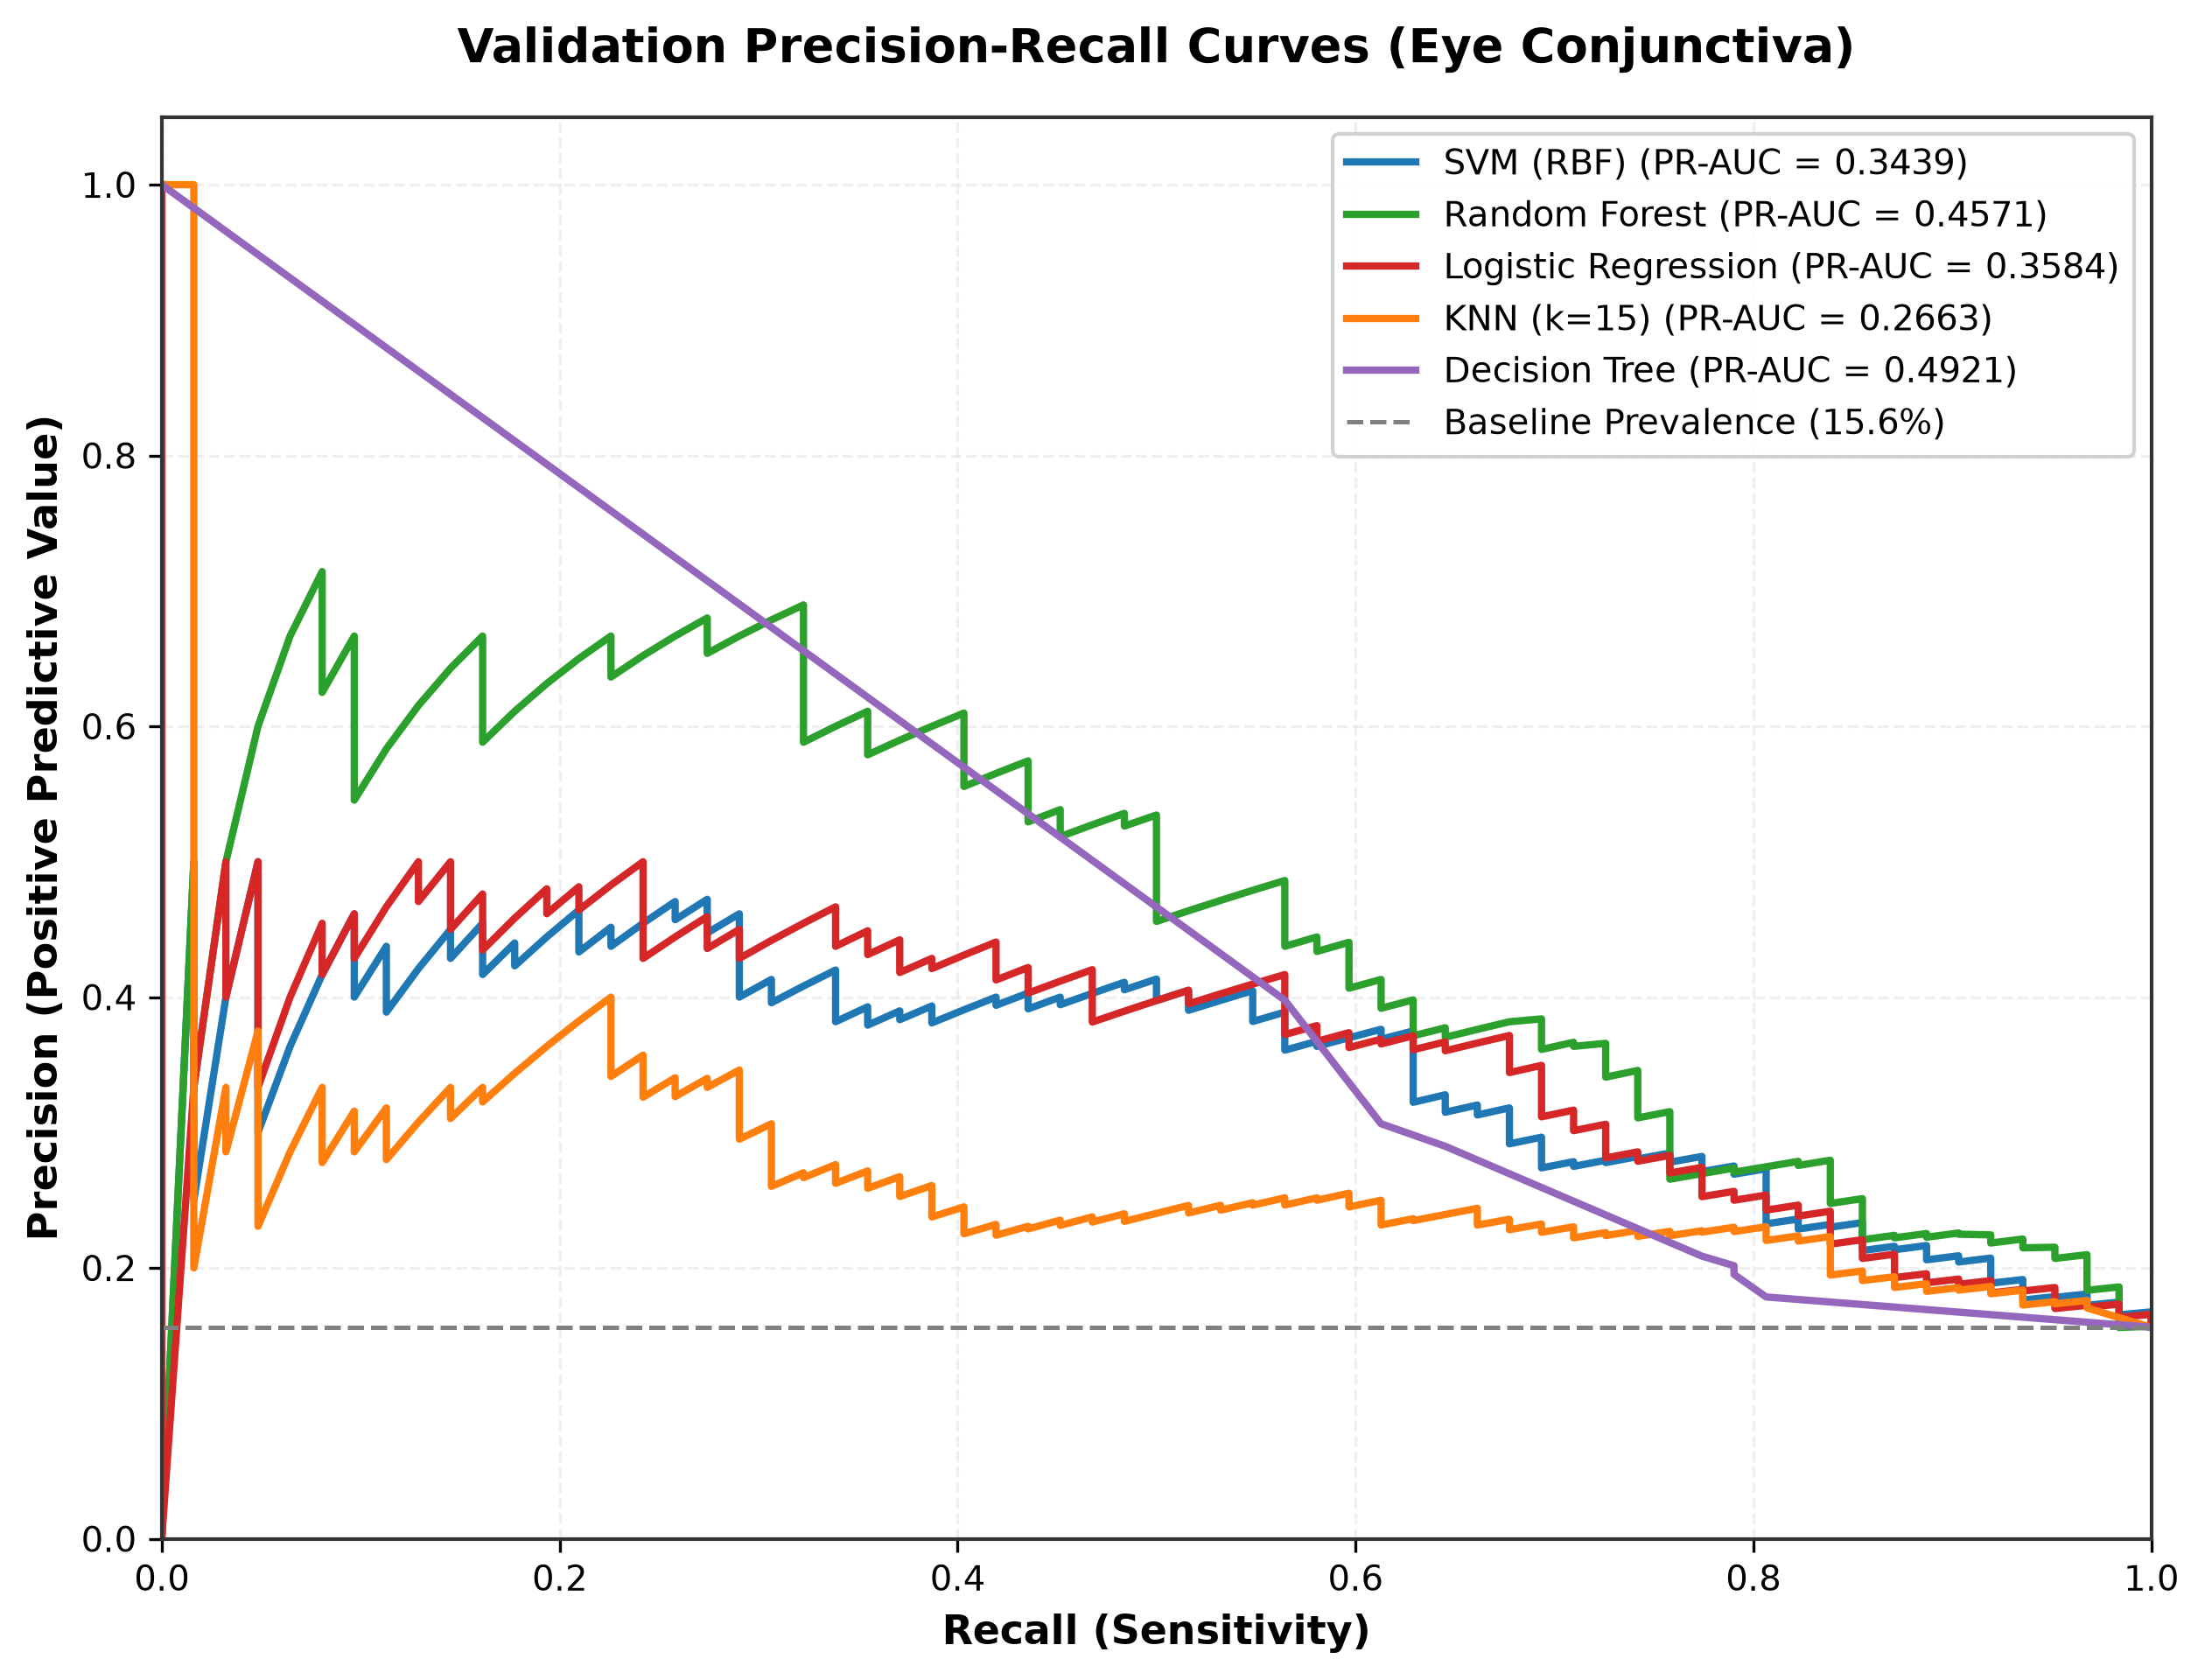 Validation Precision-Recall Curves (Eye Conjunctiva)
SVM (RBF) (PR-AUC = 0.3439)
Random Forest (PR-AUC = 0.4571)
Logistic Regression (PR-AUC = 0.3584)
KNN (k=15) (PR-AUC = 0.2663)
Decision Tree (PR-AUC = 0.4921)
Baseline Prevalence (15.6%)
Precision (Positive Predictive Value)
1.0
0.8
0.6
0.4
0.2
0.0
0.0 0.2 0.4 0.6 0.8 1.0
Recall (Sensitivity)